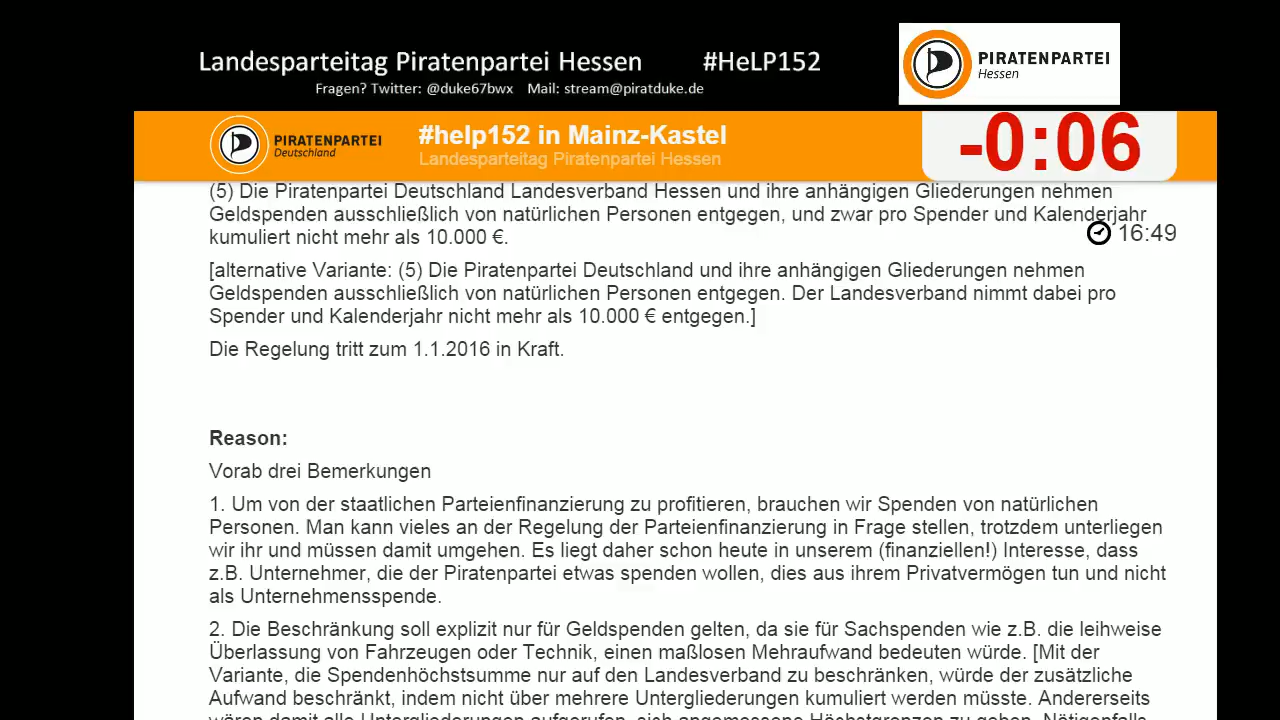 Landesparteitag Piratenpartei Hessen #HeLP152
Fragen? Twitter: @duke67bwx Mail: stream@piratduke.de
PIRATENPARTEI
Hessen
PIRATENPARTEI
Deutschland
#help152 in Mainz-Kastel
Landesparteitag Piratenpartei Hessen
-0:06
(5) Die Piratenpartei Deutschland Landesverband Hessen und ihre anhängigen Gliederungen nehmen
Geldspenden ausschließlich von natürlichen Personen entgegen, und zwar pro Spender und Kalenderjahr
kumuliert nicht mehr als 10.000 €.
16:49
[alternative Variante: (5) Die Piratenpartei Deutschland und ihre anhängigen Gliederungen nehmen
Geldspenden ausschließlich von natürlichen Personen entgegen. Der Landesverband nimmt dabei pro
Spender und Kalenderjahr nicht mehr als 10.000 € entgegen.]
Die Regelung tritt zum 1.1.2016 in Kraft.
Reason:
Vorab drei Bemerkungen
1. Um von der staatlichen Parteienfinanzierung zu profitieren, brauchen wir Spenden von natürlichen
Personen. Man kann vieles an der Regelung der Parteienfinanzierung in Frage stellen, trotzdem unterliegen
wir ihr und müssen damit umgehen. Es liegt daher schon heute in unserem (finanziellen!) Interesse, dass
z.B. Unternehmer, die der Piratenpartei etwas spenden wollen, dies aus ihrem Privatvermögen tun und nicht
als Unternehmensspende.
2. Die Beschränkung soll explizit nur für Geldspenden gelten, da sie für Sachspenden wie z.B. die leihweise
Überlassung von Fahrzeugen oder Technik, einen maßlosen Mehraufwand bedeuten würde. [Mit der
Variante, die Spendenhöchstsumme nur auf den Landesverband zu beschränken, würde der zusätzliche
Aufwand beschränkt, indem nicht über mehrere Untergliederungen kumuliert werden müsste. Andererseits
wären damit alle Untergliederungen aufgerufen, sich angemessene Höchstgrenzen zu geben. Nötigenfalls